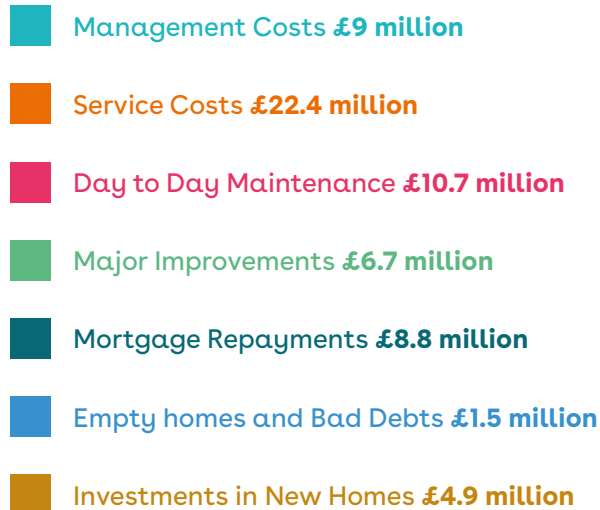 Management Costs £9 million
Service Costs £22.4 million
Day to Day Maintenance £10.7 million
Major Improvements £6.7 million
Mortgage Repayments £8.8 million
Empty homes and Bad Debts £1.5 million
Investments in New Homes £4.9 million